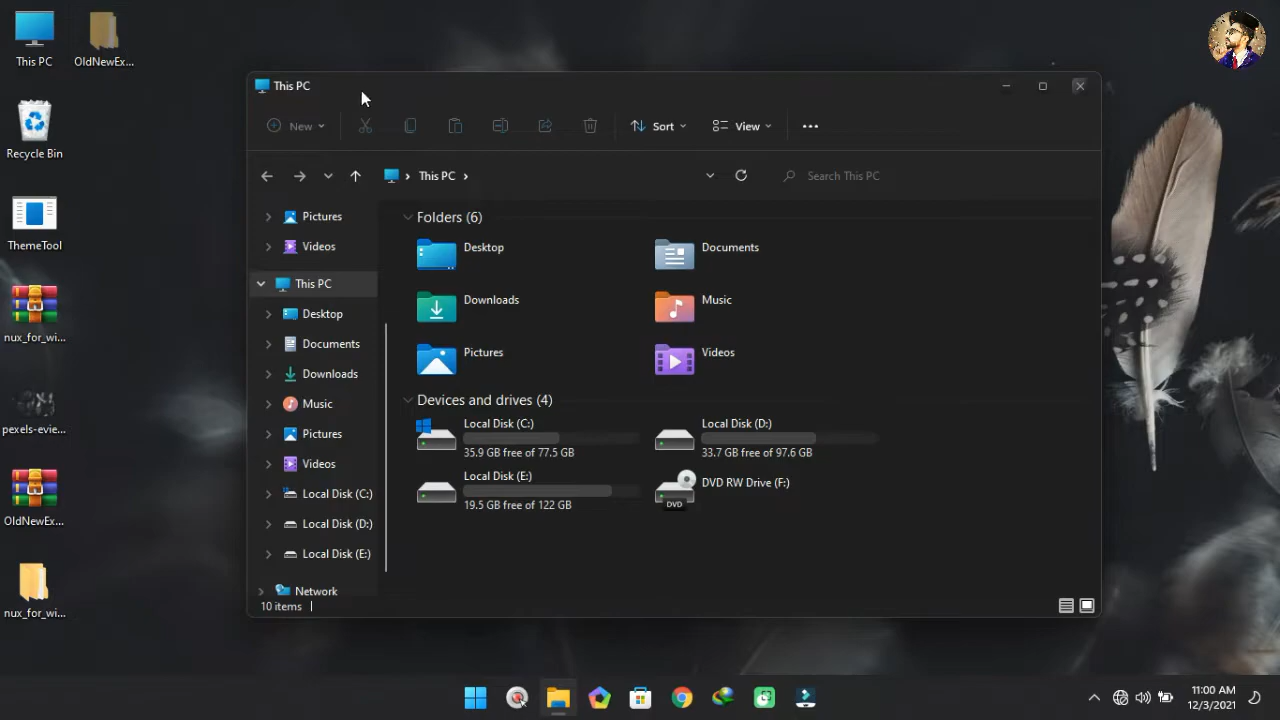 This PC
OldNewEx...
Recycle Bin
ThemeTool
nux_for_wi...
pexels-evie...
OldNewEx...
nux_for_wi...
This PC
New
Sort
View
This PC
Search This PC
Pictures
Videos
This PC
Desktop
Documents
Downloads
Music
Pictures
Videos
Local Disk (C:)
Local Disk (D:)
Local Disk (E:)
Network
Folders (6)
Desktop
Documents
Downloads
Music
Pictures
Videos
Devices and drives (4)
Local Disk (C:)
35.9 GB free of 77.5 GB
Local Disk (D:)
33.7 GB free of 97.6 GB
Local Disk (E:)
19.5 GB free of 122 GB
DVD RW Drive (F:)
DVD
10 items
11:00 AM
12/3/2021